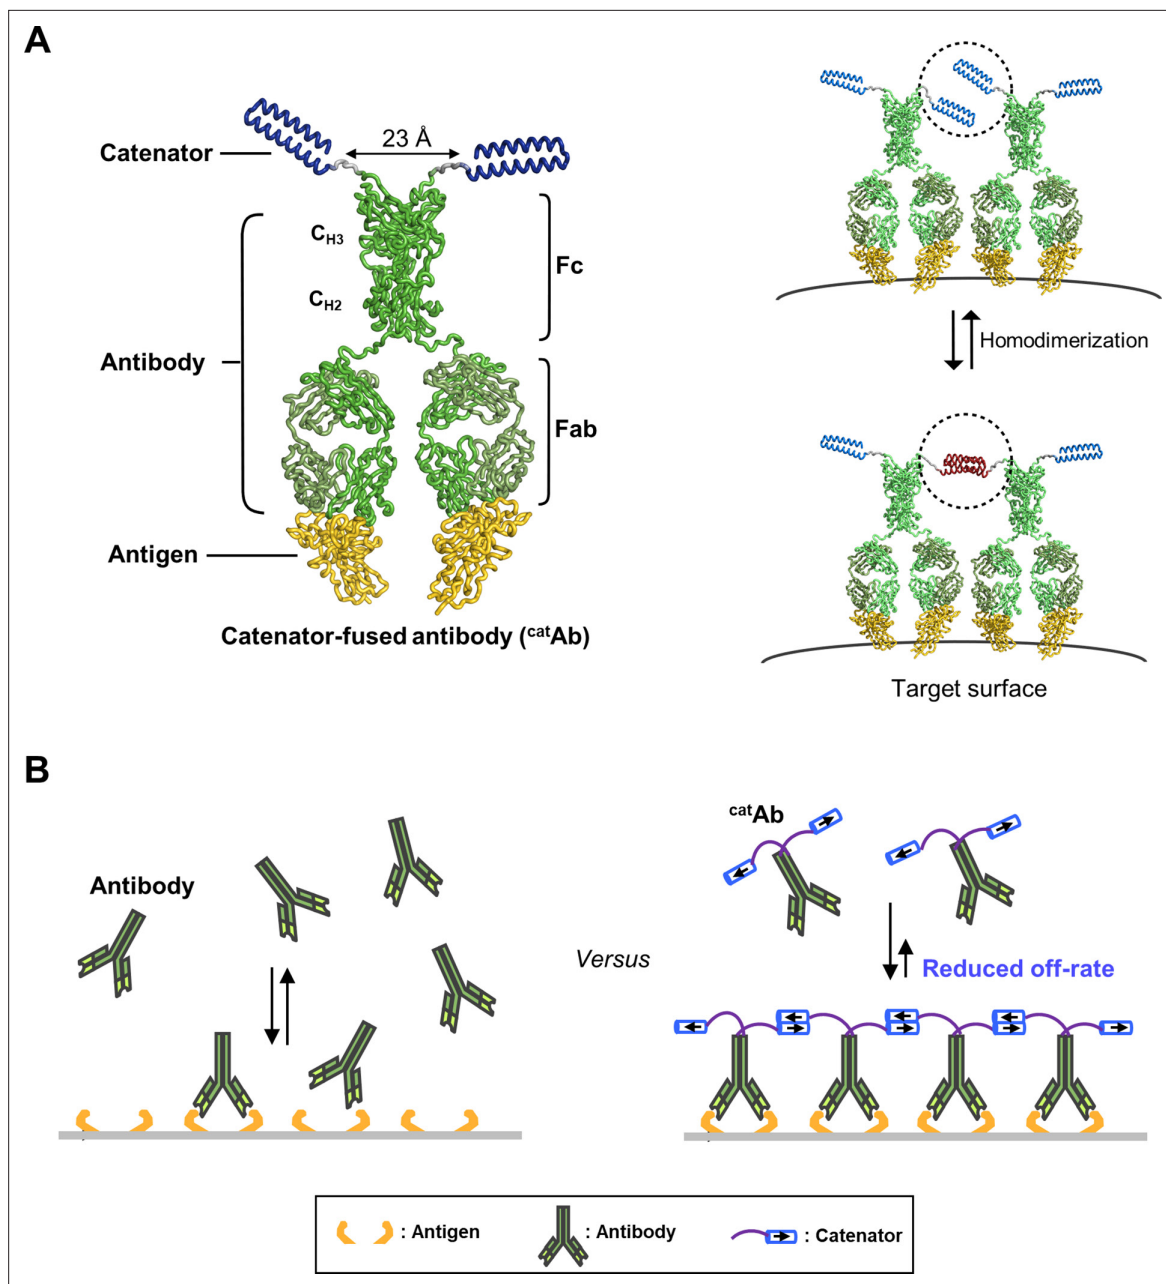 A
Catenator
23 Å
CH3
CH2
Fc
Antibody
Fab
Antigen
Catenator-fused antibody (catAb)
Homodimerization
Target surface
B
Antibody
Versus
catAb
Reduced off-rate
: Antigen
: Antibody
: Catenator